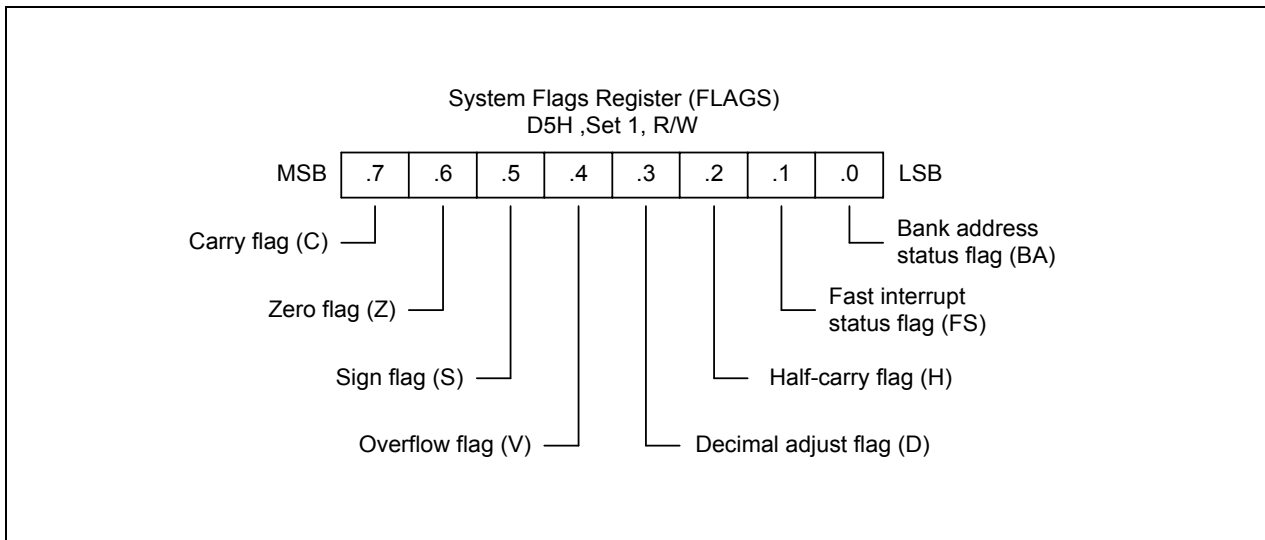 System Flags Register (FLAGS)
D5H ,Set 1, R/W
MSB .7 .6 .5 .4 .3 .2 .1 .0 LSB
Carry flag (C)
Bank address
status flag (BA)
Zero flag (Z)
Fast interrupt
status flag (FS)
Sign flag (S)
Half-carry flag (H)
Overflow flag (V)
Decimal adjust flag (D)